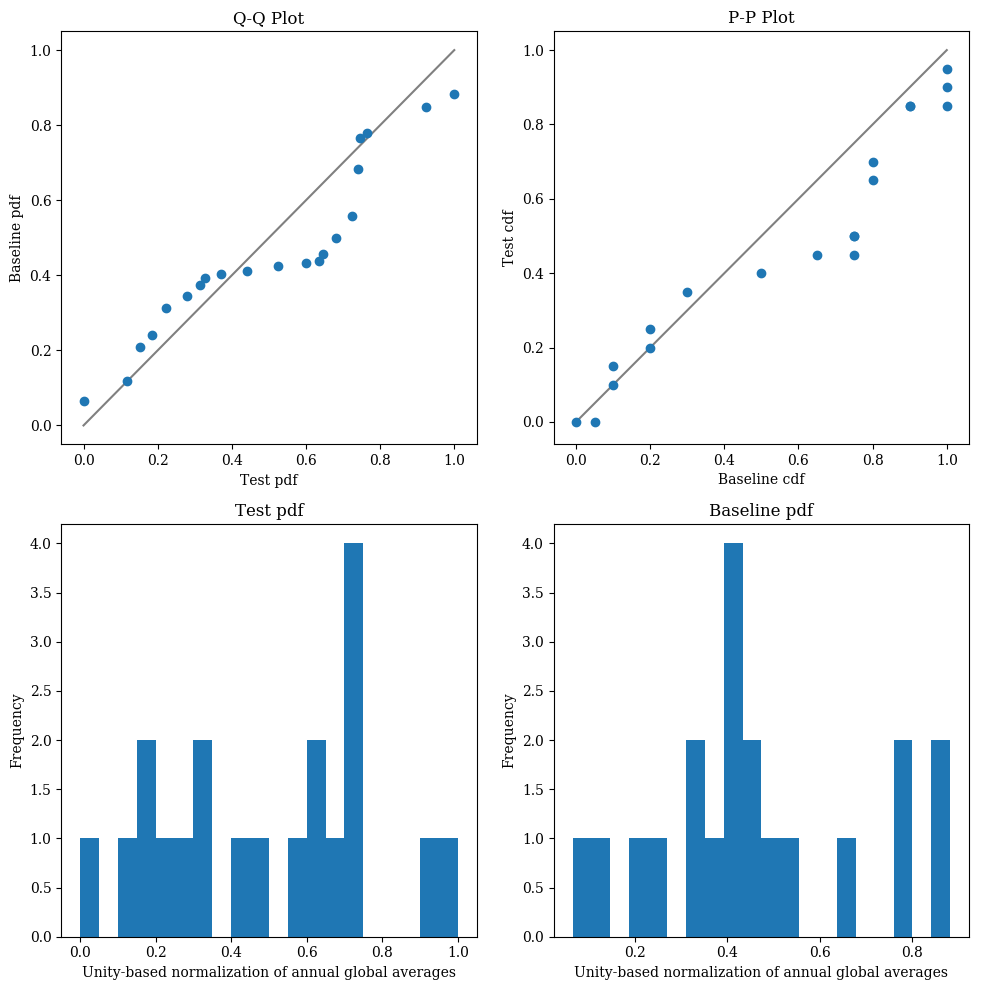 Q-Q Plot
1.0
0.8
0.6
0.4
0.2
0.0
Baseline pdf
0.0 0.2 0.4 0.6 0.8 1.0
Test pdf
P-P Plot
1.0
0.8
0.6
0.4
0.2
0.0
Test cdf
0.0 0.2 0.4 0.6 0.8 1.0
Baseline cdf
Test pdf
4.0
3.5
3.0
2.5
2.0
1.5
1.0
0.5
0.0
Frequency
0.0 0.2 0.4 0.6 0.8 1.0
Unity-based normalization of annual global averages
Baseline pdf
4.0
3.5
3.0
2.5
2.0
1.5
1.0
0.5
0.0
Frequency
0.2 0.4 0.6 0.8
Unity-based normalization of annual global averages